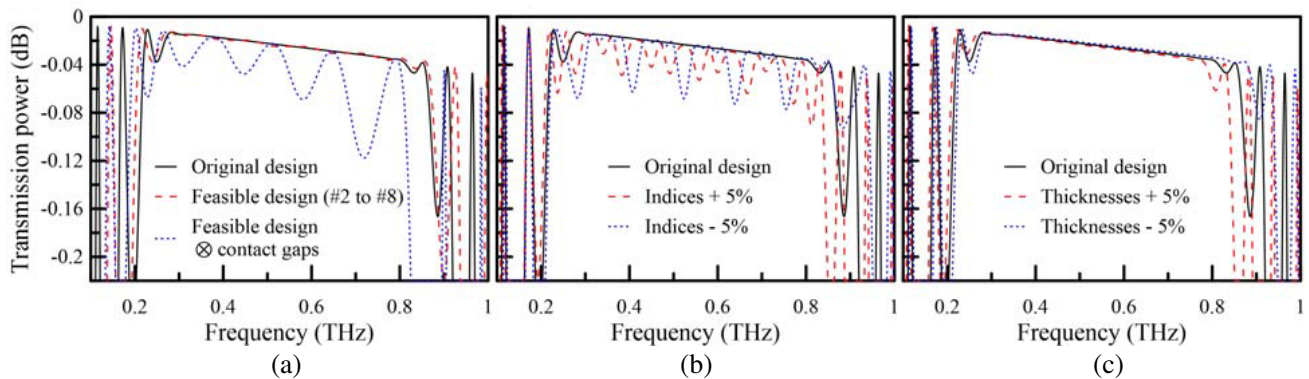 Transmission power (dB)
0
-0.04
-0.08
-0.12
-0.16
-0.2
Original design
Feasible design (#2 to #8)
Feasible design
⊗ contact gaps
0.2 0.4 0.6 0.8 1
Frequency (THz)
(a)
Original design
Indices + 5%
Indices - 5%
0.2 0.4 0.6 0.8 1
Frequency (THz)
(b)
Original design
Thicknesses + 5%
Thicknesses - 5%
0.2 0.4 0.6 0.8 1
Frequency (THz)
(c)